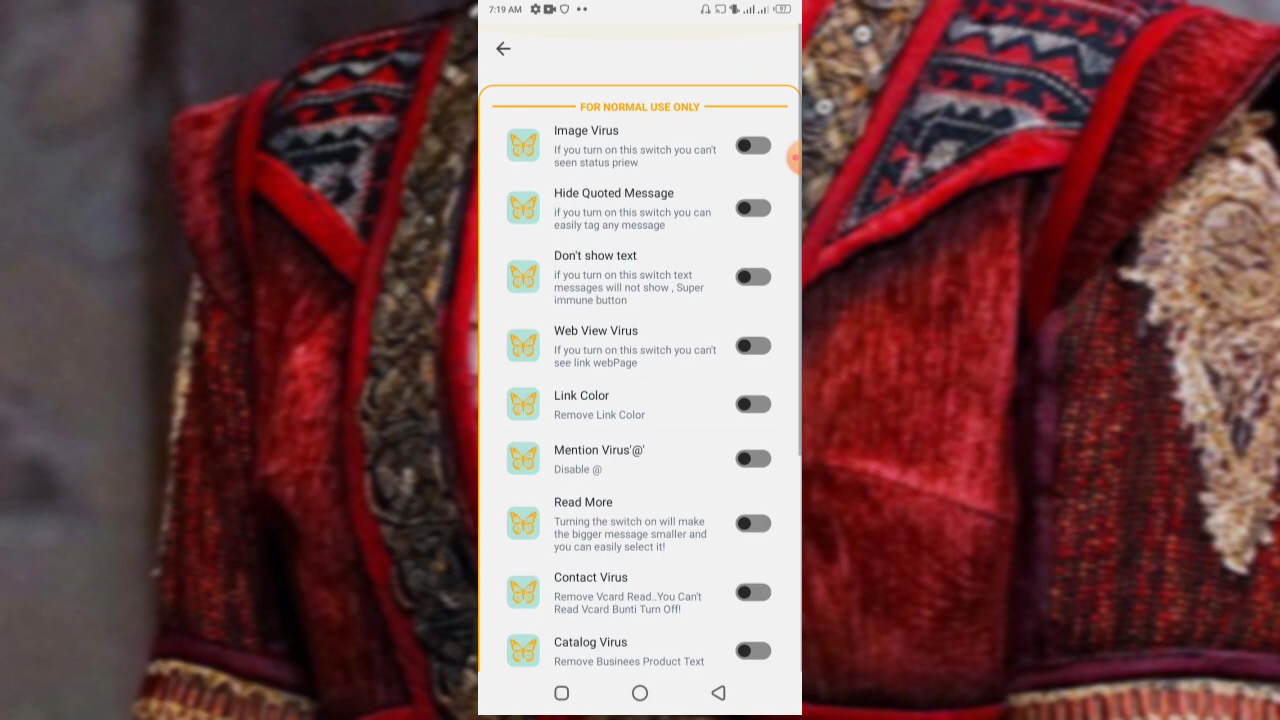 7:19 AM
97
FOR NORMAL USE ONLY
Image Virus
If you turn on this switch you can't
seen status priew
Hide Quoted Message
if you turn on this switch you can
easily tag any message
Don't show text
if you turn on this switch text
messages will not show , Super
immune button
Web View Virus
If you turn on this switch you can't
see link webPage
Link Color
Remove Link Color
Mention Virus'@'
Disable @
Read More
Turning the switch on will make
the bigger message smaller and
you can easily select it!
Contact Virus
Remove Vcard Read..You Can't
Read Vcard Bunti Turn Off!
Catalog Virus
Remove Businees Product Text